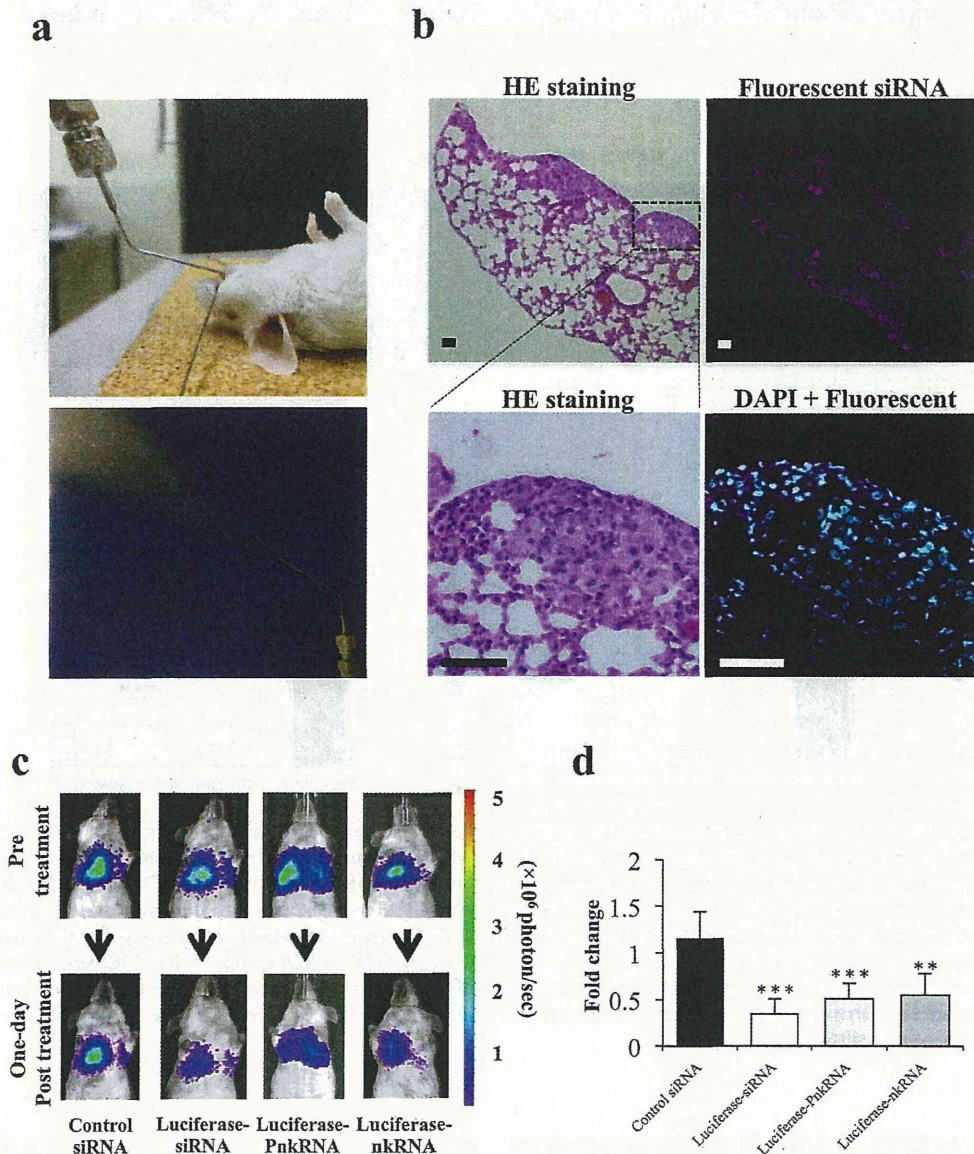 a
b
HE staining
Fluorescent siRNA
HE staining
DAPI + Fluorescent
c
d
Pre
treatment
One-day
Post treatment
5
4
3
2
1
(×10⁶ photon/sec)
Control
siRNA
Luciferase-
siRNA
Luciferase-
PnkRNA
Luciferase-
nkRNA
2
1.5
1
0.5
0
Fold change
***
***
**
Control siRNA
Luciferase-siRNA
Luciferase-PnkRNA
Luciferase-nkRNA